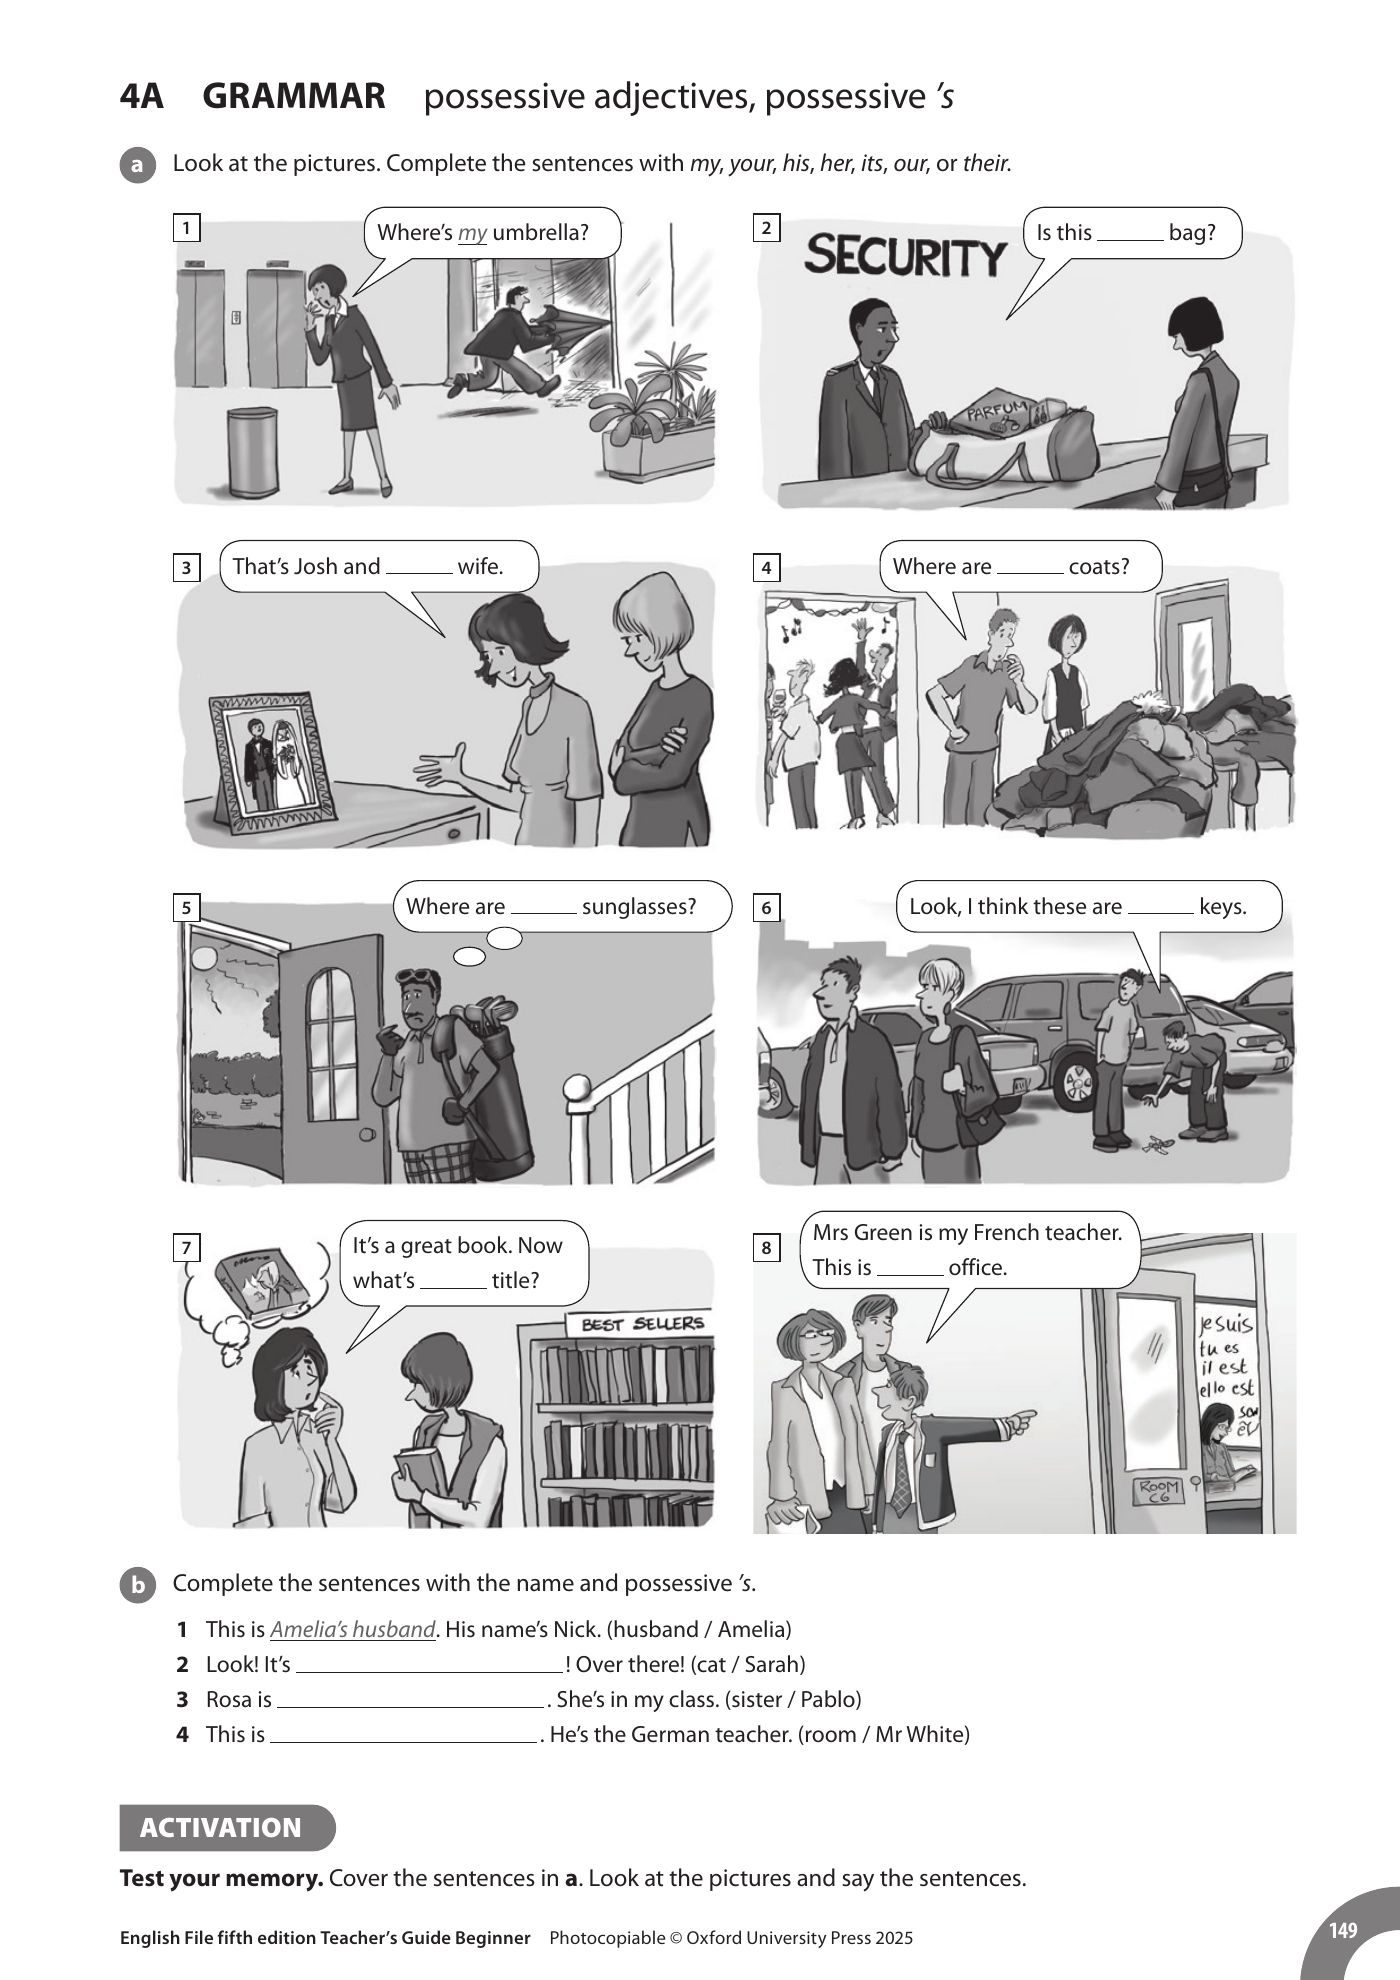 4A GRAMMAR possessive adjectives, possessive 's
a Look at the pictures. Complete the sentences with my, your, his, her, its, our, or their.
1 Where's my umbrella?
2 Is this ______ bag?
SECURITY
PARFUM
3 That's Josh and ______ wife.
4 Where are ______ coats?
5 Where are ______ sunglasses?
6 Look, I think these are ______ keys.
7 It's a great book. Now
what's ______ title?
BEST SELLERS
8 Mrs Green is my French teacher.
This is ______ office.
je suis
tu es
il est
ello est
ROOM
C6
b Complete the sentences with the name and possessive 's.
1 This is Amelia's husband. His name's Nick. (husband / Amelia)
2 Look! It's ______! Over there! (cat / Sarah)
3 Rosa is ______. She's in my class. (sister / Pablo)
4 This is ______. He's the German teacher. (room / Mr White)
ACTIVATION
Test your memory. Cover the sentences in a. Look at the pictures and say the sentences.
English File fifth edition Teacher's Guide Beginner Photocopiable © Oxford University Press 2025
149